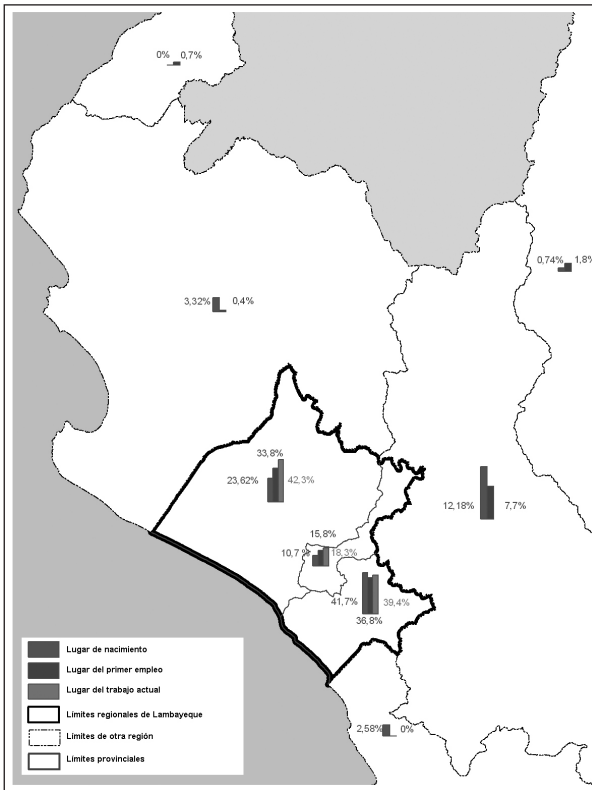 0% 0,7%
0,74% 1,8%
3,32% 0,4%
33,8%
23,62% 42,3%
12,18% 7,7%
15,8%
10,7 % 18,3%
41,7% 39,4%
36,8%
2,58% 0%
Lugar de nacimiento
Lugar del primer empleo
Lugar del trabajo actual
Límites regionales de Lambayeque
Límites de otra región
Límites provinciales